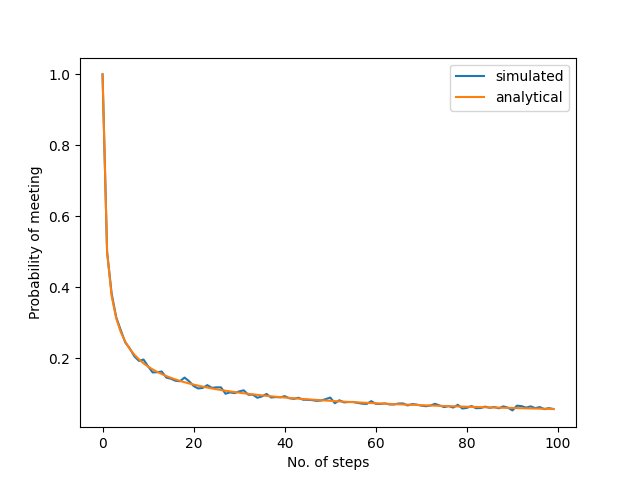 simulated
analytical
1.0
0.8
0.6
0.4
0.2
Probability of meeting
0 20 40 60 80 100
No. of steps